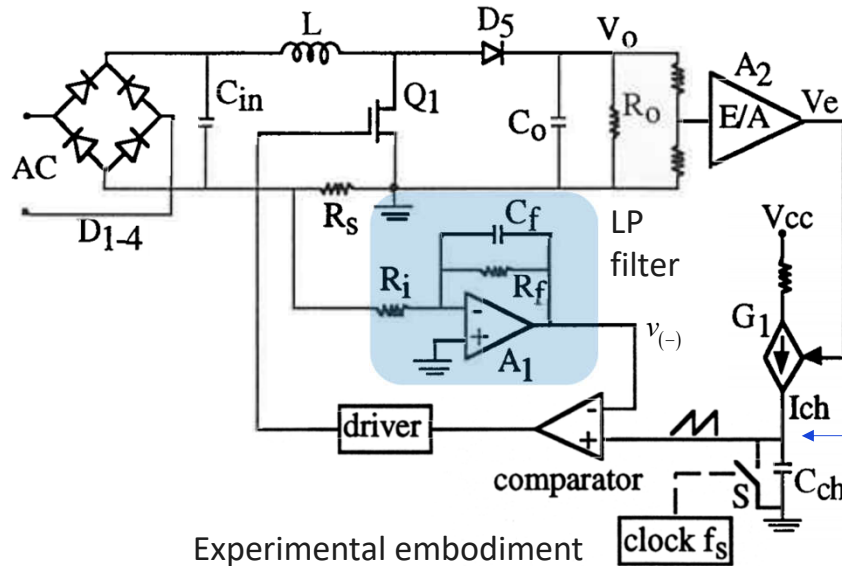 L
D5
Vo
A2
Cin
Q1
Co
Ro
E/A
Ve
AC
Rs
D1-4
Cf
LP
filter
Vcc
Ri
Rf
G1
-
+
A1
v(-)
Ich
driver
-
+
comparator
S
Cch
clock fs
Experimental embodiment